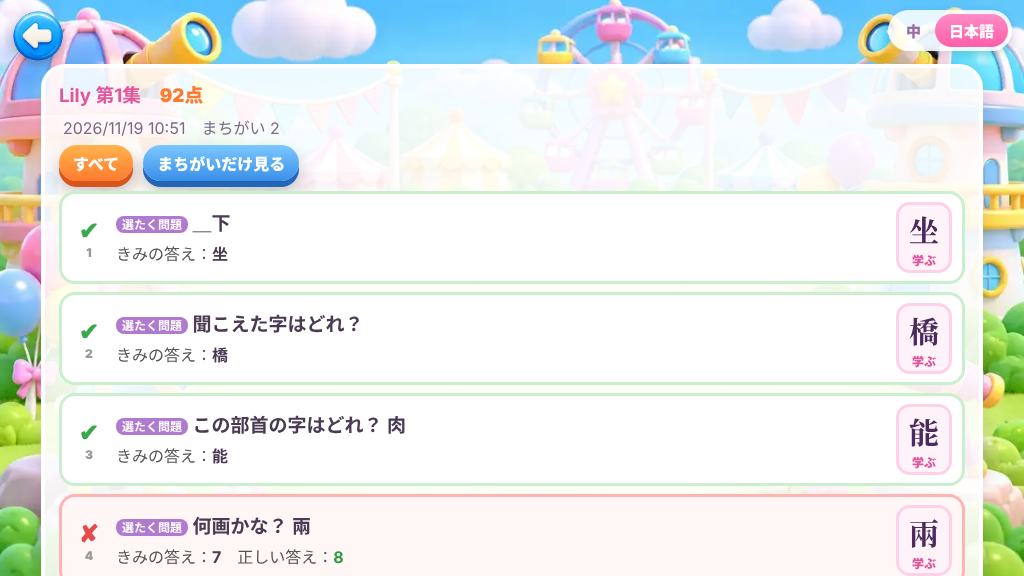 中 日本語
Lily 第1集 92点
2026/11/19 10:51 まちがい 2
すべて まちがいだけ見る
✔ 選たく問題 __下
1 きみの答え：坐
坐
学ぶ
✔ 選たく問題 聞こえた字はどれ？
2 きみの答え：橋
橋
学ぶ
✔ 選たく問題 この部首の字はどれ？ 肉
3 きみの答え：能
能
学ぶ
✘ 選たく問題 何画かな？ 兩
4 きみの答え：7 正しい答え：8
兩
学ぶ